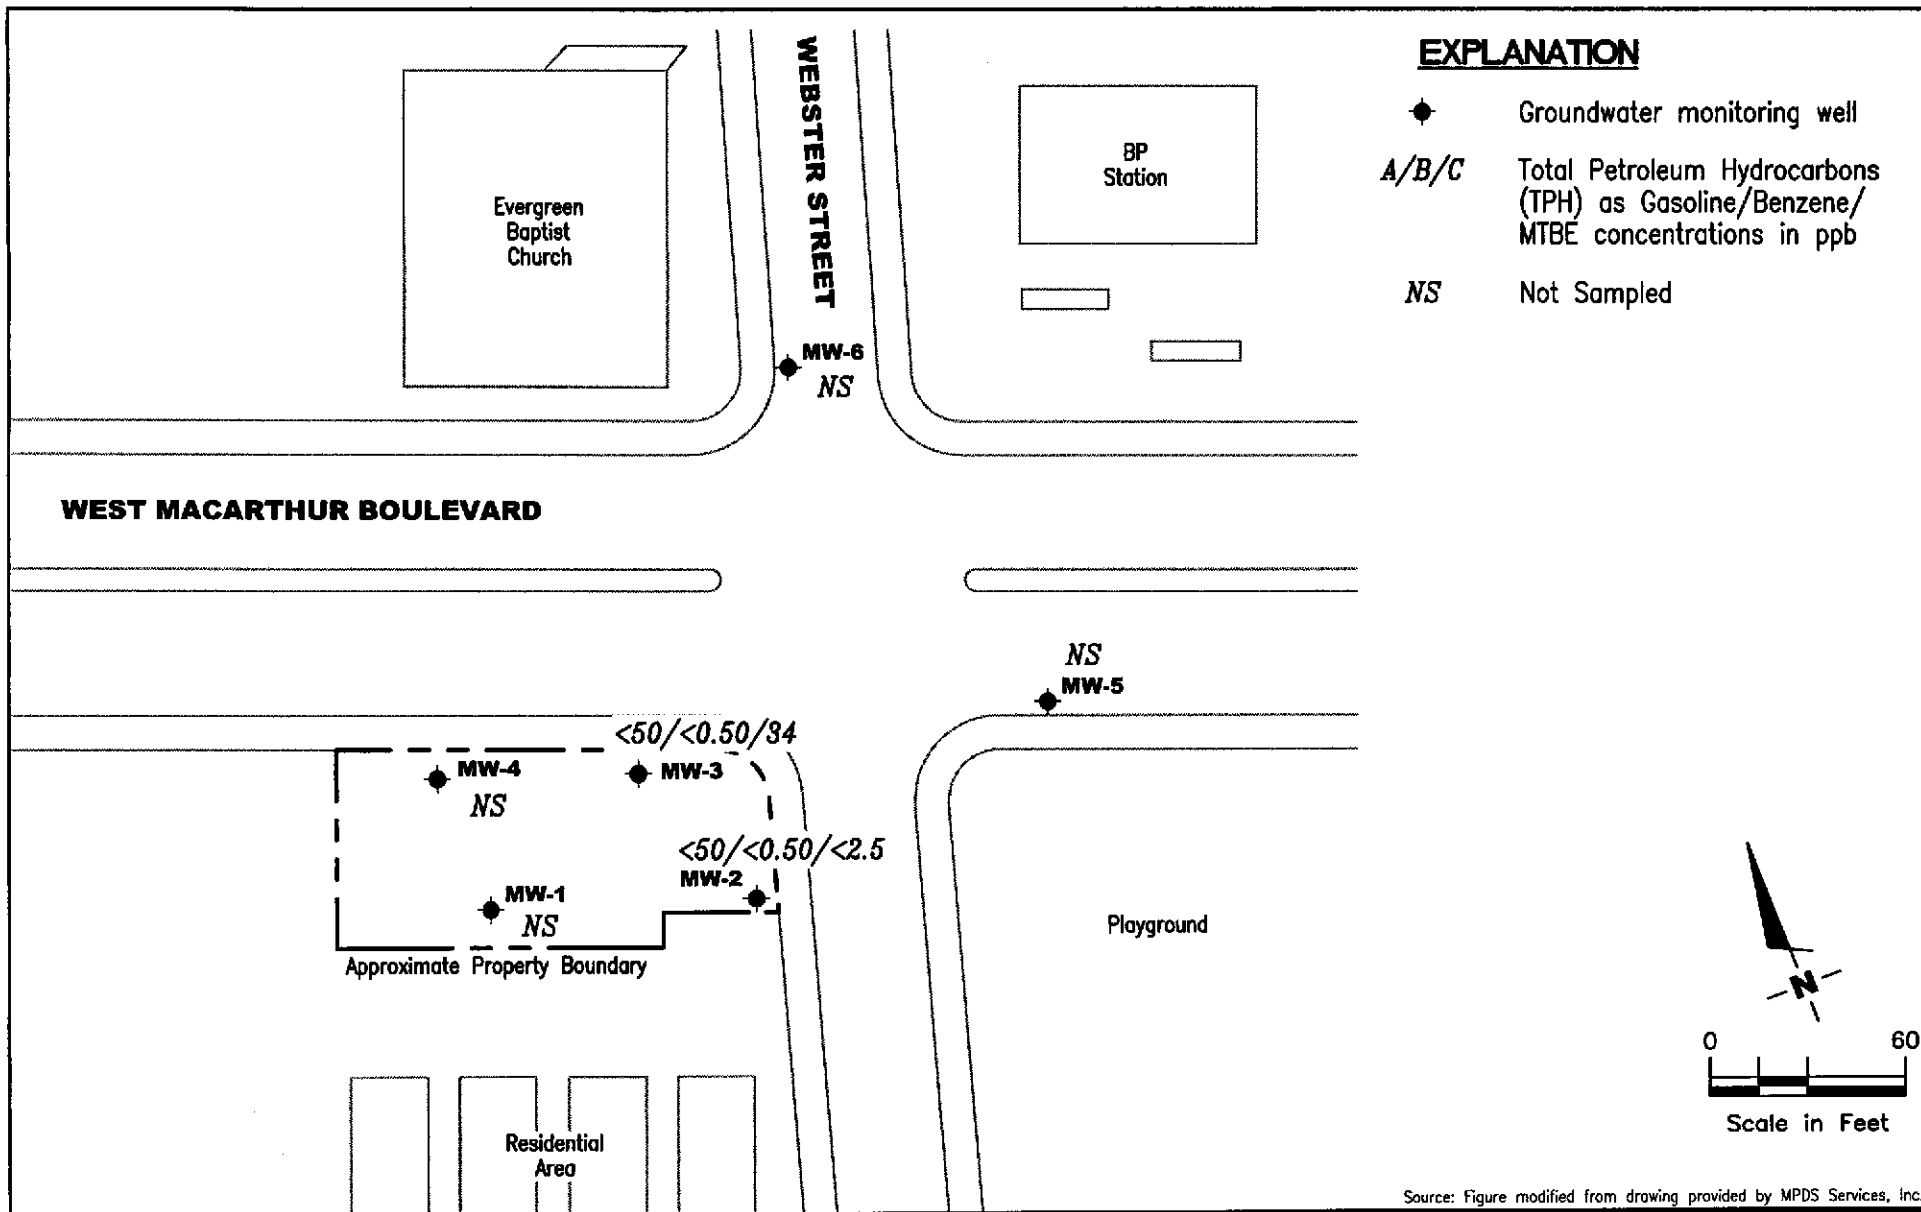 EXPLANATION
Groundwater monitoring well
A/B/C Total Petroleum Hydrocarbons
(TPH) as Gasoline/Benzene/
MTBE concentrations in ppb
NS Not Sampled
WEBSTER STREET
Evergreen
Baptist
Church
BP
Station
MW-6
NS
WEST MACARTHUR BOULEVARD
NS
MW-5
<50/<0.50/34
MW-4
MW-3
NS
<50/<0.50/<2.5
MW-2
MW-1
NS
Approximate Property Boundary
Playground
N
0 60
Scale in Feet
Residential
Area
Source: Figure modified from drawing provided by MPDS Services, Inc.